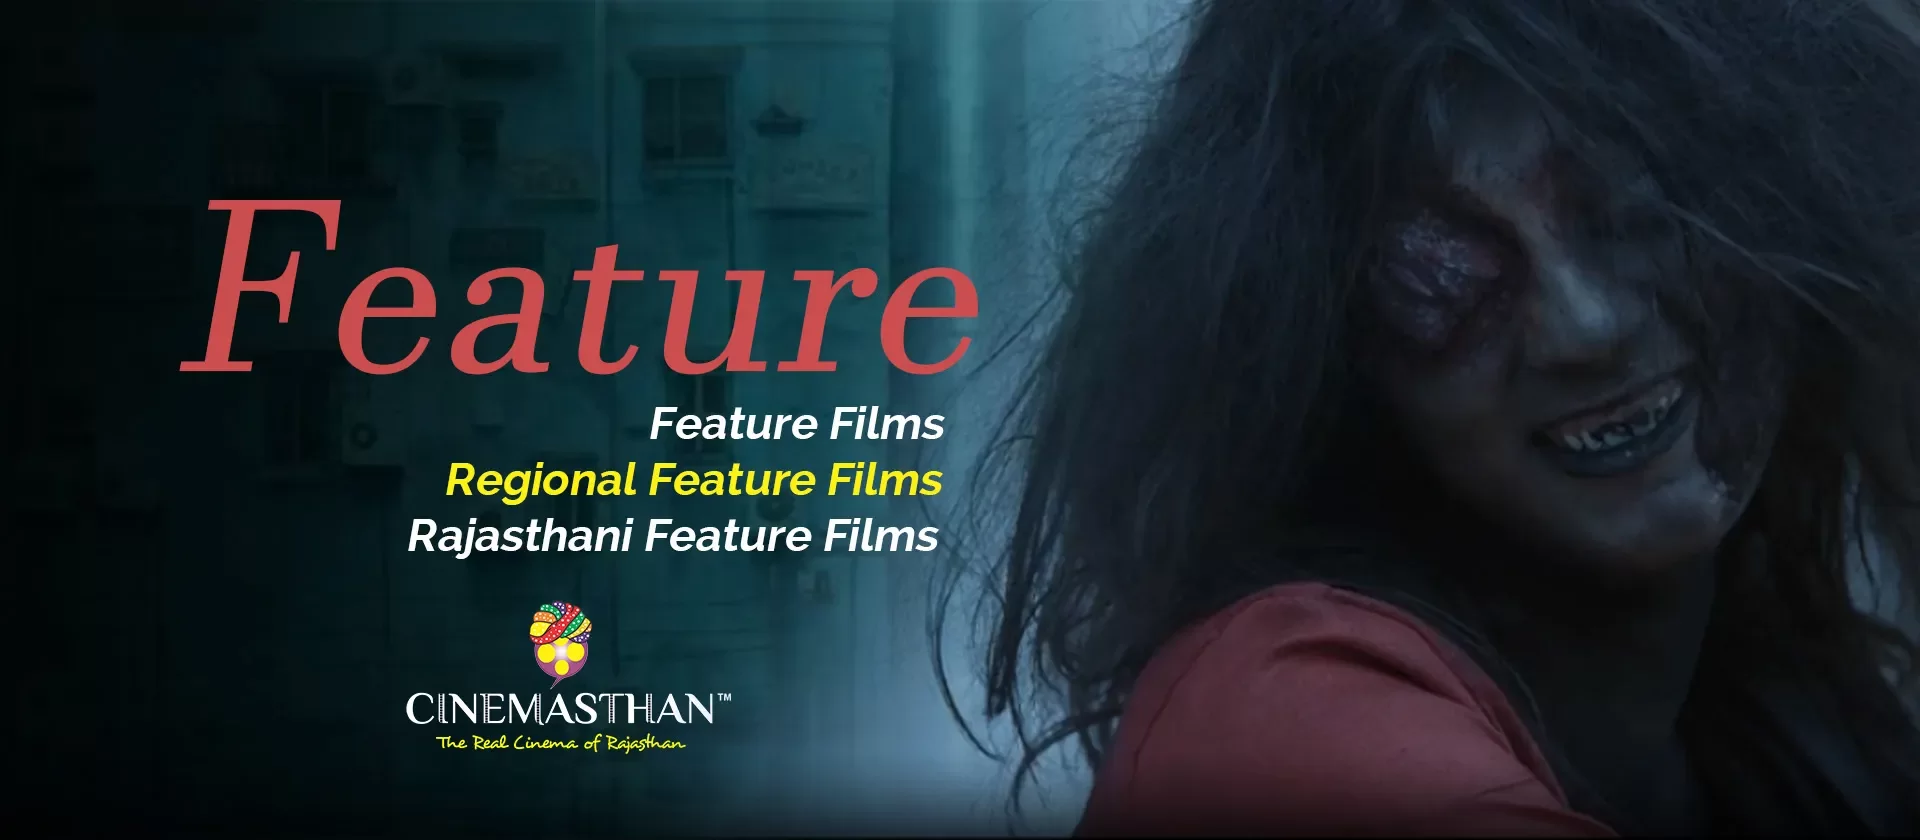 Feature
Feature Films
Regional Feature Films
Rajasthani Feature Films
CINEMASTHAN™
The Real Cinema of Rajasthan